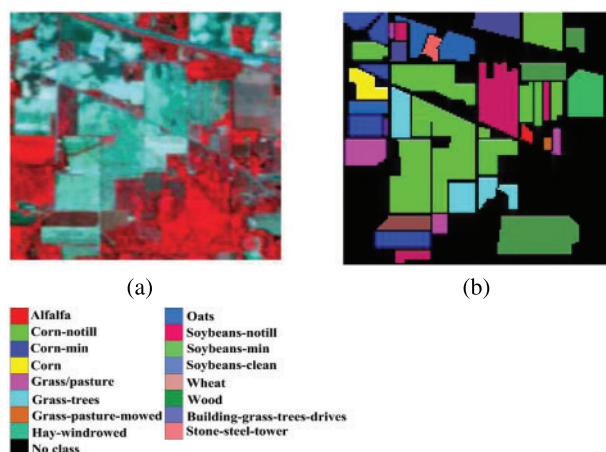 (a)
(b)
Alfalfa
Corn-notill
Corn-min
Corn
Grass/pasture
Grass-trees
Grass-pasture-mowed
Hay-windrowed
No class
Oats
Soybeans-notill
Soybeans-min
Soybeans-clean
Wheat
Wood
Building-grass-trees-drives
Stone-steel-tower